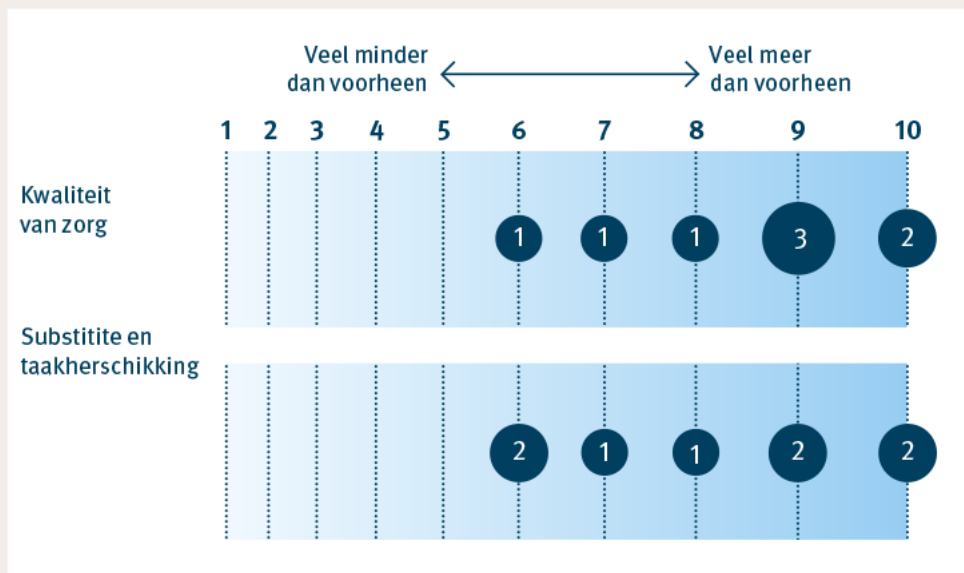 Veel minder
dan voorheen
Veel meer
dan voorheen
1 2 3 4 5 6 7 8 9 10
Kwaliteit
van zorg
1 1 1 3 2
Substitite en
taakherschikking
2 1 1 2 2